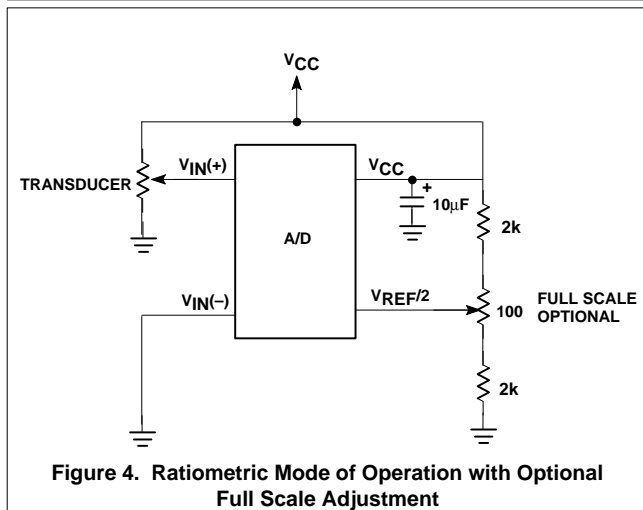 VCC
TRANSDUCER
VIN(+)
VCC
+
10µF
2k
A/D
VIN(–)
VREF/2
100
FULL SCALE
OPTIONAL
2k
Figure 4. Ratiometric Mode of Operation with Optional
Full Scale Adjustment